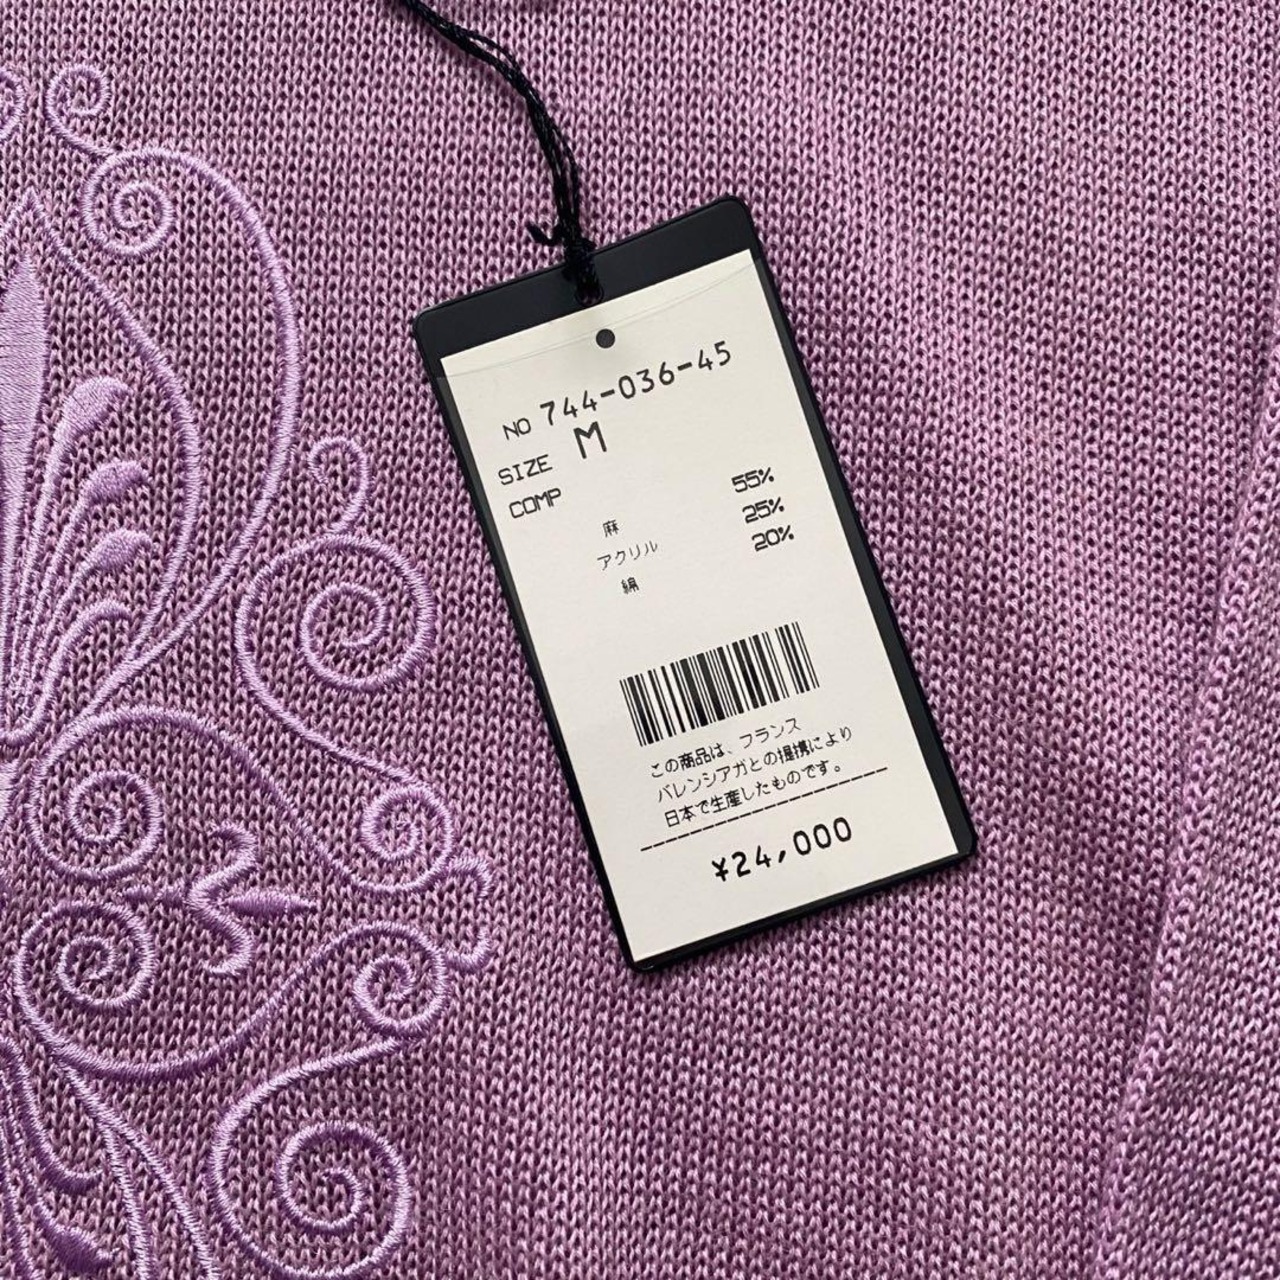 NO 744-036-45
SIZE M
COMP
麻 55%
アクリル 25%
綿 20%
この商品は、フランス
バレンシアガとの提携により
日本で生産したものです。
¥24,000